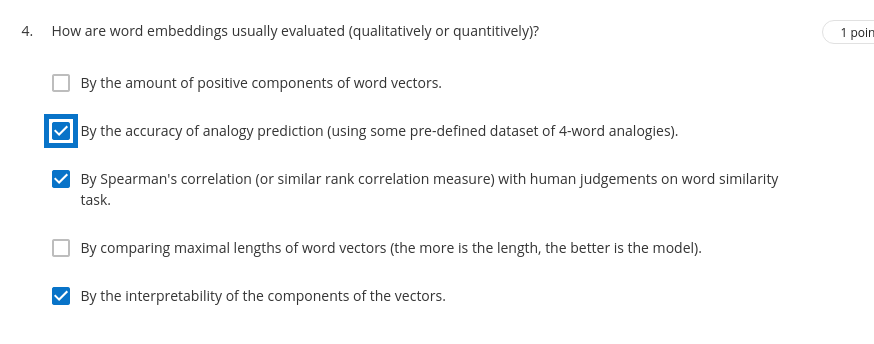 4. How are word embeddings usually evaluated (qualitatively or quantitively)?
1 poin
By the amount of positive components of word vectors.
By the accuracy of analogy prediction (using some pre-defined dataset of 4-word analogies).
By Spearman's correlation (or similar rank correlation measure) with human judgements on word similarity
task.
By comparing maximal lengths of word vectors (the more is the length, the better is the model).
By the interpretability of the components of the vectors.